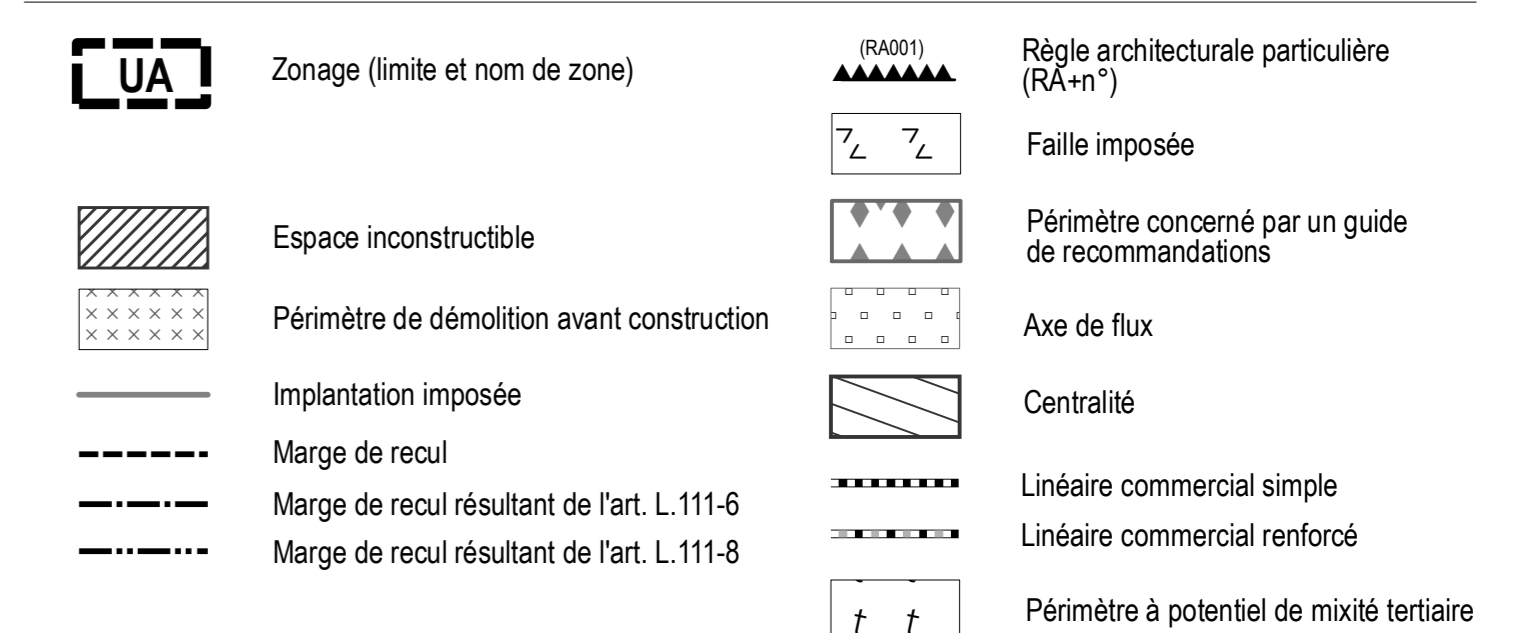 UA
Zonage (limite et nom de zone)
Espace inconstructible
Périmètre de démolition avant construction
Implantation imposée
Marge de recul
Marge de recul résultant de l'art. L.111-6
Marge de recul résultant de l'art. L.111-8
(RA001)
Règle architecturale particulière
(RA+n°)
Faille imposée
Périmètre concerné par un guide
de recommandations
Axe de flux
Centralité
Linéaire commercial simple
Linéaire commercial renforcé
Périmètre à potentiel de mixité tertiaire